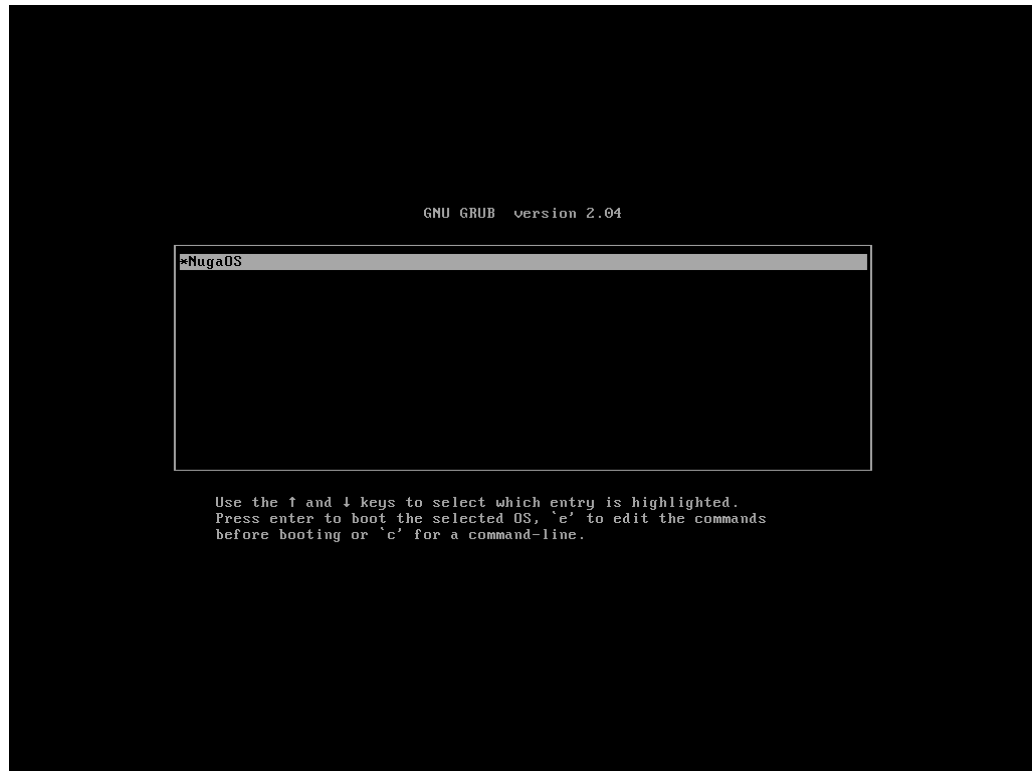 GNU GRUB  version 2.04
*NugaOS
Use the ↑ and ↓ keys to select which entry is highlighted.
Press enter to boot the selected OS, `e' to edit the commands
before booting or `c' for a command-line.